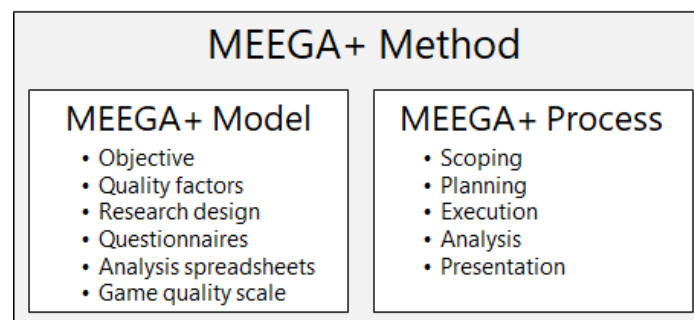 MEEGA+ Method
MEEGA+ Model
• Objective
• Quality factors
• Research design
• Questionnaires
• Analysis spreadsheets
• Game quality scale
MEEGA+ Process
• Scoping
• Planning
• Execution
• Analysis
• Presentation